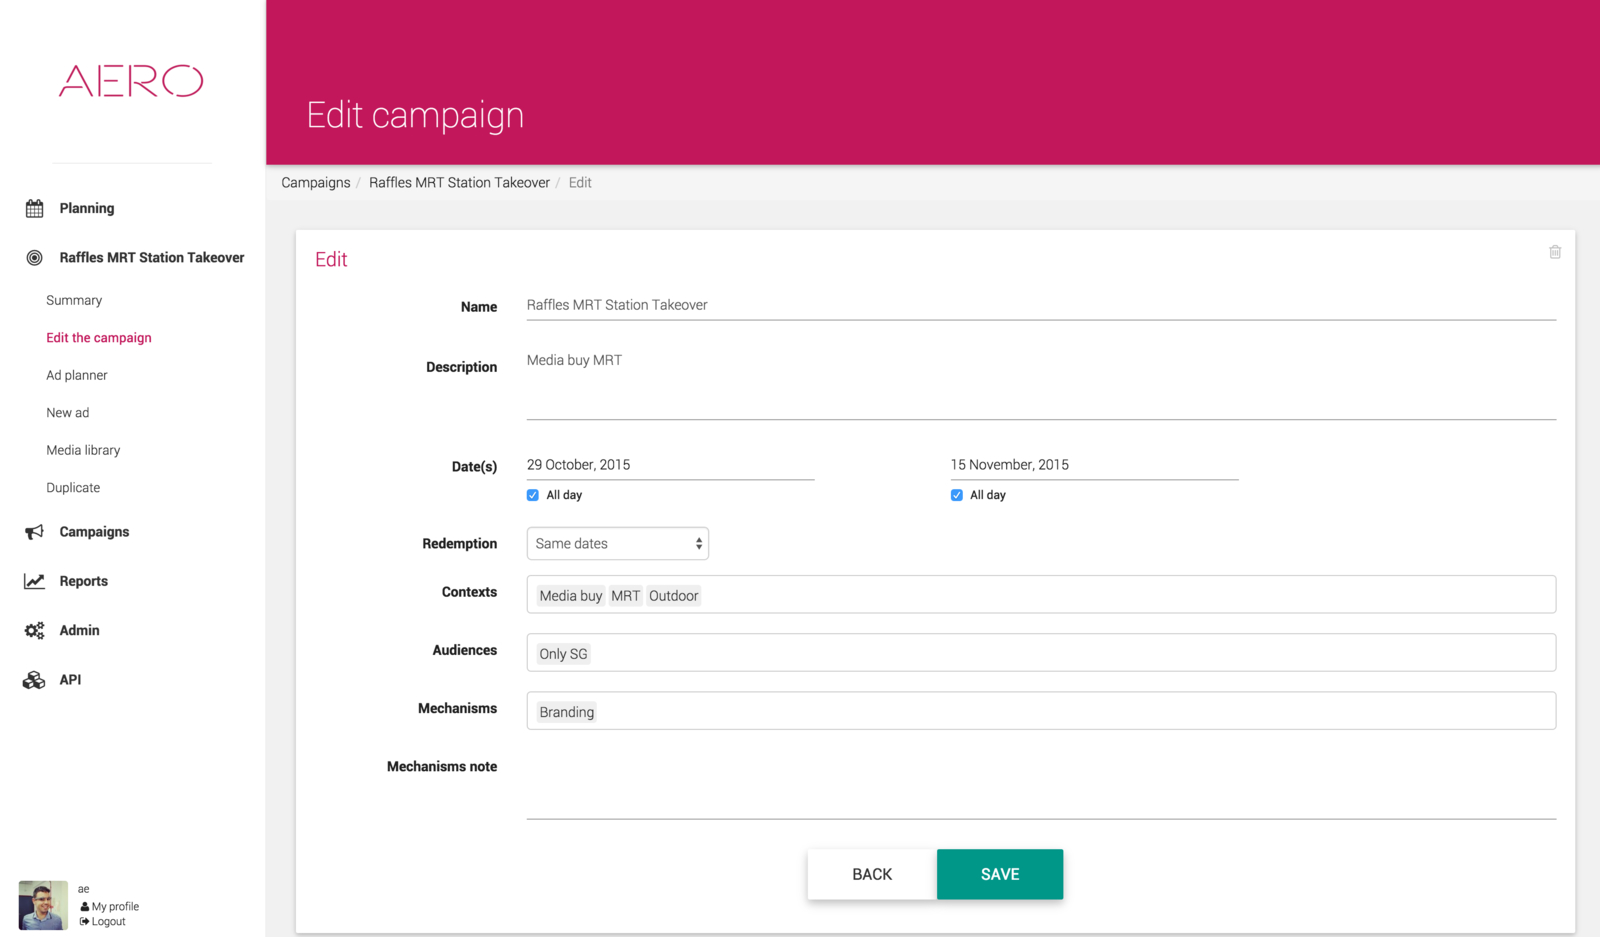 AERO
Edit campaign
Campaigns / Raffles MRT Station Takeover / Edit
Planning
Raffles MRT Station Takeover
Summary
Edit the campaign
Ad planner
New ad
Media library
Duplicate
Campaigns
Reports
Admin
API
ae
My profile
Logout
Edit
Name Raffles MRT Station Takeover
Description Media buy MRT
Date(s) 29 October, 2015 15 November, 2015
All day All day
Redemption Same dates
Contexts Media buy MRT Outdoor
Audiences Only SG
Mechanisms Branding
Mechanisms note
BACK SAVE